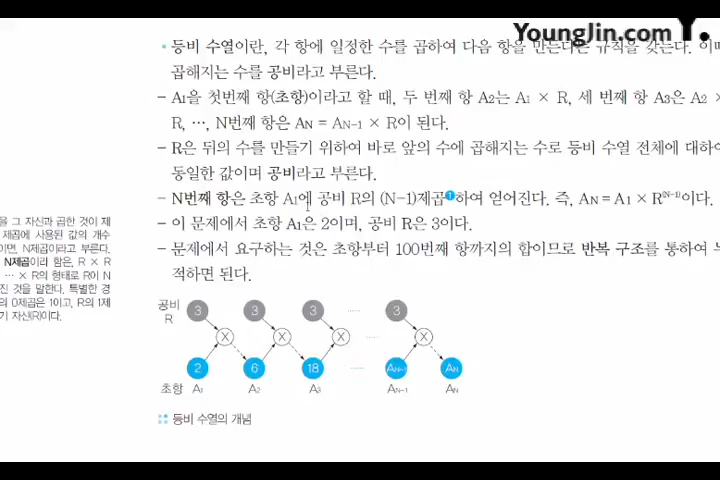 YoungJin.com Y.
• 등비 수열이란, 각 항에 일정한 수를 곱하여 다음 항을 만든다는 규칙을 갖는다. 이때
곱해지는 수를 공비라고 부른다.
- A1을 첫번째 항(초항)이라고 할 때, 두 번째 항 A2는 A1 × R, 세 번째 항 A3은 A2 ×
R, …, N번째 항은 AN = AN-1 × R이 된다.
- R은 뒤의 수를 만들기 위하여 바로 앞의 수에 곱해지는 수로 등비 수열 전체에 대하여
동일한 값이며 공비라고 부른다.
- N번째 항은 초항 A1에 공비 R의 (N-1)제곱❶하여 얻어진다. 즉, AN = A1 × R(N-1)이다.
- 이 문제에서 초항 A1은 2이며, 공비 R은 3이다.
- 문제에서 요구하는 것은 초항부터 100번째 항까지의 합이므로 반복 구조를 통하여 누
적하면 된다.
을 그 자신과 곱한 것이 제
제곱에 사용된 값의 개수
이면, N제곱이라고 부른다.
N제곱이라 함은, R × R
… × R의 형태로 R이 N
진 것을 말한다. 특별한 경
의 0제곱은 1이고, R의 1제
기 자신(R)이다.
공비 R
3 3 3 …… 3
X X X …… X
2 6 18 …… AN-1 AN
초항 A1 A2 A3 AN-1 AN
등비 수열의 개념